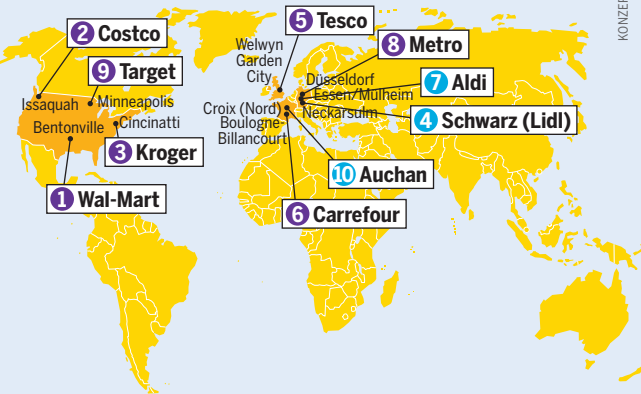 5 Tesco
2 Costco
Welwyn
Garden
City
8 Metro
9 Target
Düsseldorf
7 Aldi
Essen/Mülheim
Issaquah
Minneapolis
Croix (Nord)
Neckarsulm
4 Schwarz (Lidl)
Bentonville
Cincinatti
Boulogne-
Billancourt
3 Kroger
10 Auchan
1 Wal-Mart
6 Carrefour
KONZER